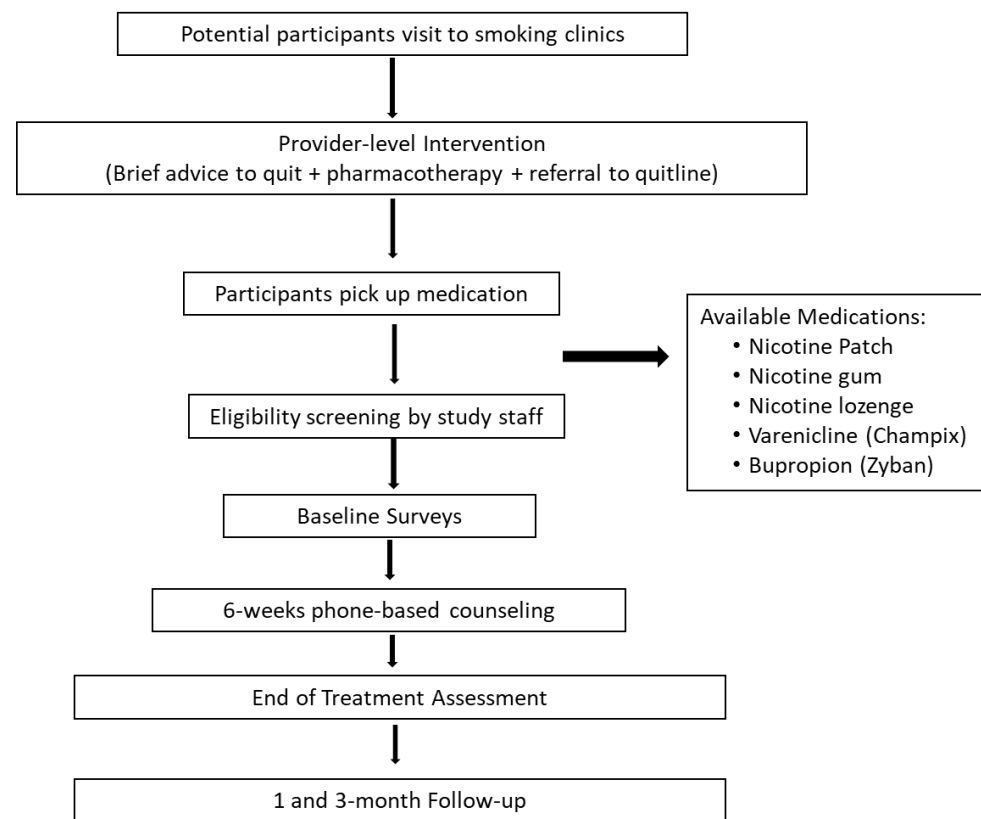 Potential participants visit to smoking clinics
Provider-level Intervention
(Brief advice to quit + pharmacotherapy + referral to quitline)
Participants pick up medication
Available Medications:
• Nicotine Patch
• Nicotine gum
• Nicotine lozenge
• Varenicline (Champix)
• Bupropion (Zyban)
Eligibility screening by study staff
Baseline Surveys
6-weeks phone-based counseling
End of Treatment Assessment
1 and 3-month Follow-up